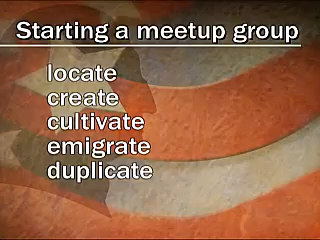 Starting a meetup group
locate
create
cultivate
emigrate
duplicate